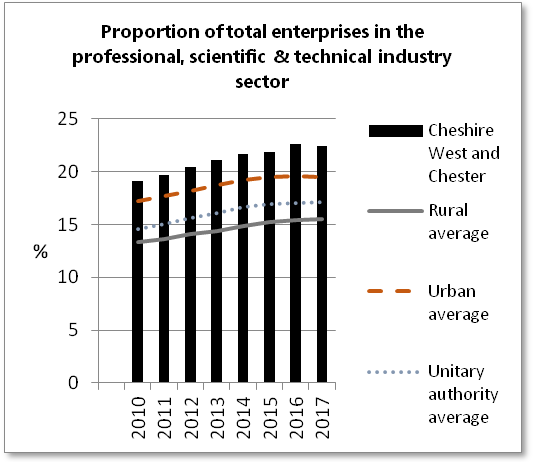 Proportion of total enterprises in the
professional, scientific & technical industry
sector
25
20
15
10
5
0
%
2010
2011
2012
2013
2014
2015
2016
2017
Cheshire
West and
Chester
Rural
average
Urban
average
Unitary
authority
average